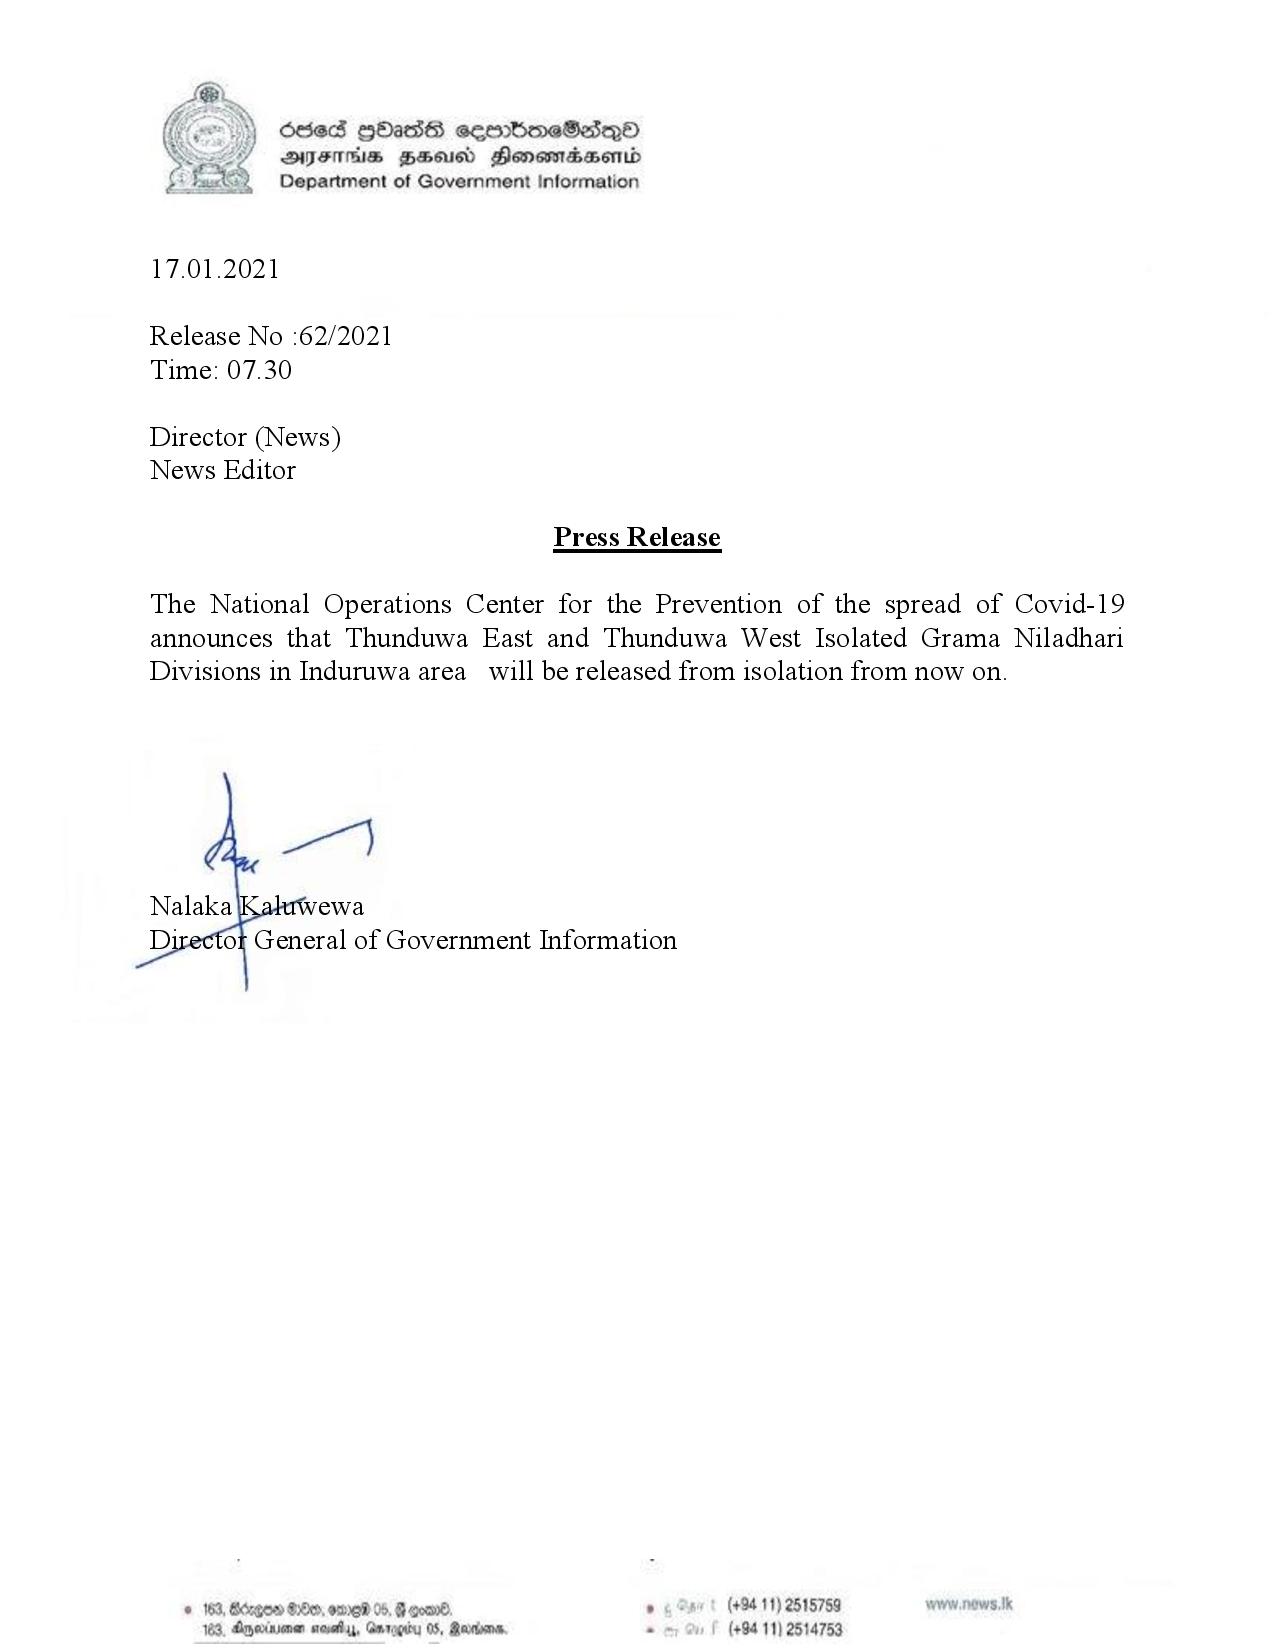 රජයේ ප්‍රවෘත්ති දෙපාර්තමේන්තුව
அரசாங்க தகவல் திணைக்களம்
Department of Government Information
17.01.2021
Release No :62/2021
Time: 07.30
Director (News)
News Editor
Press Release
The National Operations Center for the Prevention of the spread of Covid-19
announces that Thunduwa East and Thunduwa West Isolated Grama Niladhari
Divisions in Induruwa area will be released from isolation from now on.
Nalaka Kaluwewa
Director General of Government Information
163, කිරුලපන මාවත, කොළඹ 05, ශ්‍රී ලංකාව.
163, கிருலப்பனை எவனியூ, கொழும்பு 05, இலங்கை.
(+94 11) 2515759
(+94 11) 2514753
www.news.lk